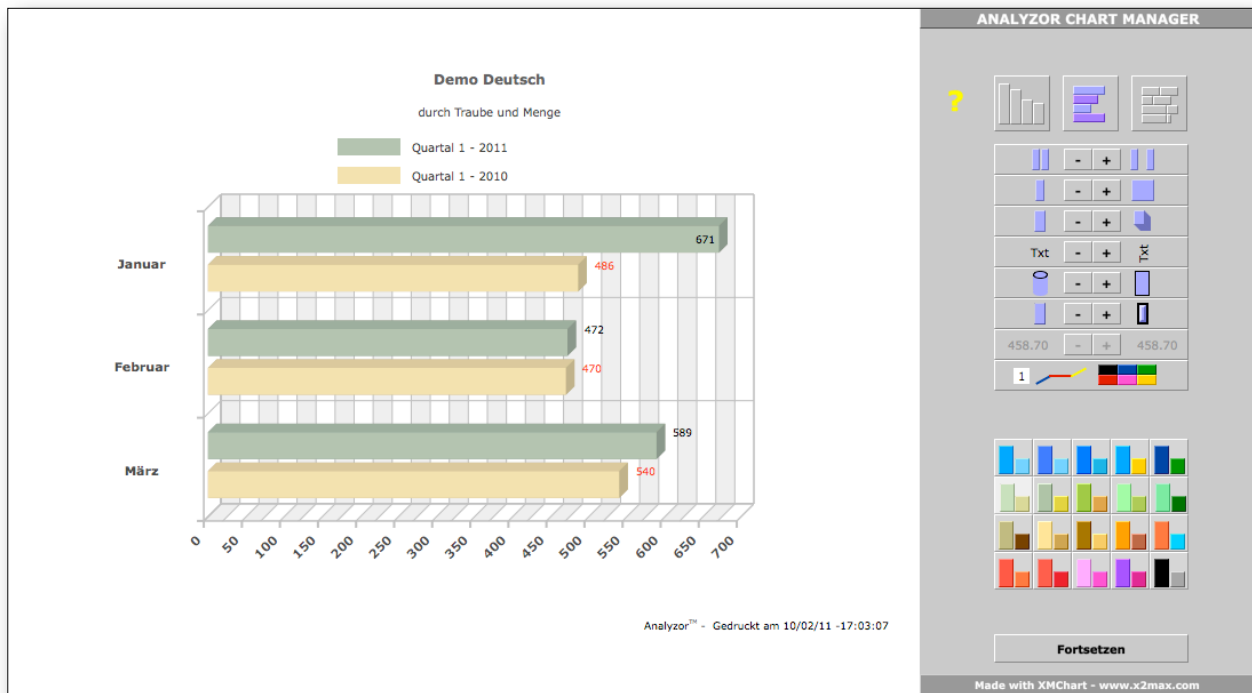 ANALYZOR CHART MANAGER
Demo Deutsch
durch Traube und Menge
Quartal 1 - 2011
Quartal 1 - 2010
Januar
671
486
Februar
472
470
März
589
540
0 50 100 150 200 250 300 350 400 450 500 550 600 650 700
Analyzor™ - Gedruckt am 10/02/11 -17:03:07
?
- +
- +
- +
Txt - + Txt
- +
- +
458.70 - + 458.70
1
Fortsetzen
Made with XMChart - www.x2max.com